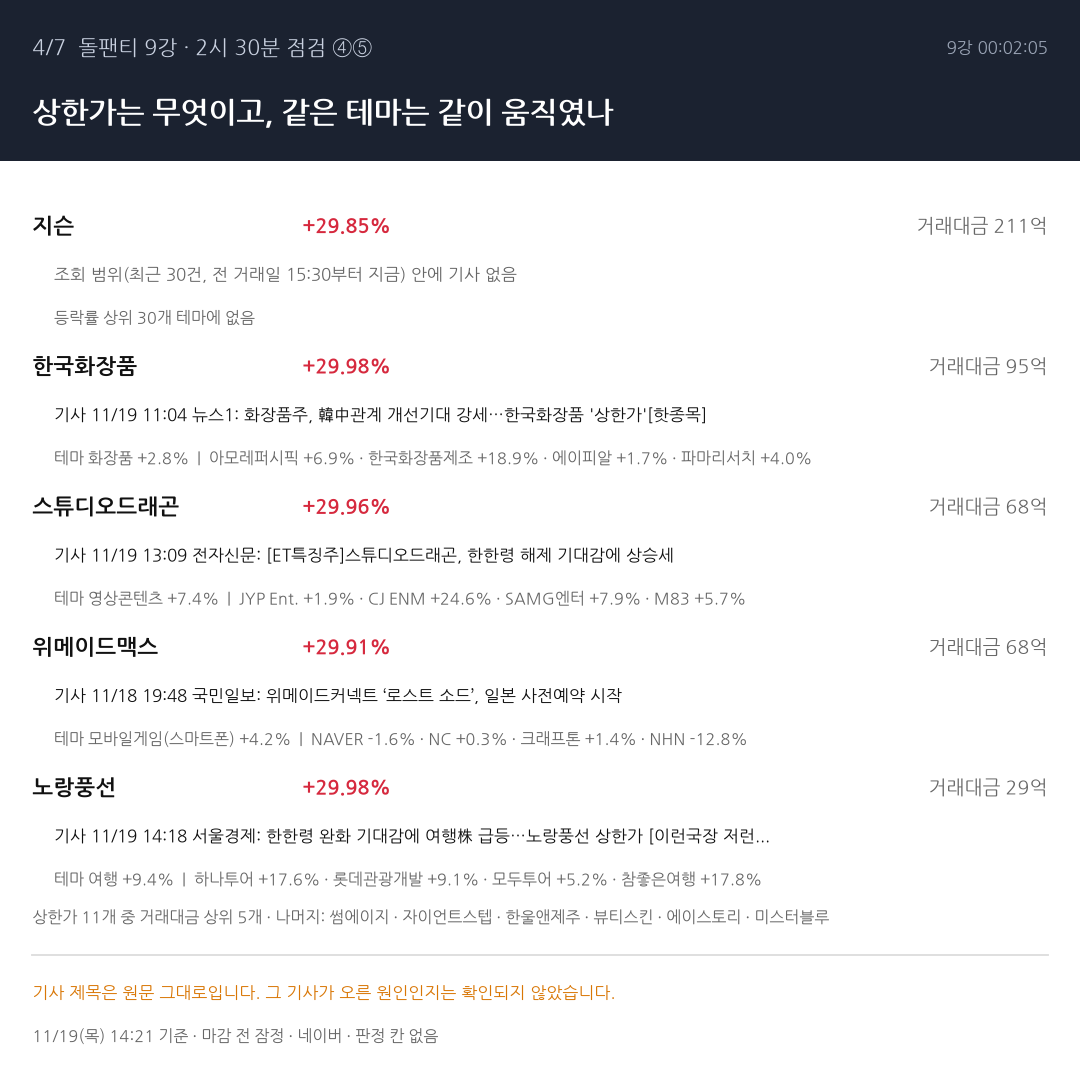 4/7 돌팬티 9강 · 2시 30분 점검 ④⑤
9강 00:02:05
상한가는 무엇이고, 같은 테마는 같이 움직였나
지슨 +29.85% 거래대금 211억
조회 범위(최근 30건, 전 거래일 15:30부터 지금) 안에 기사 없음
등락률 상위 30개 테마에 없음
한국화장품 +29.98% 거래대금 95억
기사 11/19 11:04 뉴스1: 화장품주, 韓中관계 개선기대 강세…한국화장품 '상한가'[핫종목]
테마 화장품 +2.8% | 아모레퍼시픽 +6.9% · 한국화장품제조 +18.9% · 에이피알 +1.7% · 파마리서치 +4.0%
스튜디오드래곤 +29.96% 거래대금 68억
기사 11/19 13:09 전자신문: [ET특징주]스튜디오드래곤, 한한령 해제 기대감에 상승세
테마 영상콘텐츠 +7.4% | JYP Ent. +1.9% · CJ ENM +24.6% · SAMG엔터 +7.9% · M83 +5.7%
위메이드맥스 +29.91% 거래대금 68억
기사 11/18 19:48 국민일보: 위메이드커넥트 ‘로스트 소드’, 일본 사전예약 시작
테마 모바일게임(스마트폰) +4.2% | NAVER -1.6% · NC +0.3% · 크래프톤 +1.4% · NHN -12.8%
노랑풍선 +29.98% 거래대금 29억
기사 11/19 14:18 서울경제: 한한령 완화 기대감에 여행株 급등…노랑풍선 상한가 [이런국장 저런...
테마 여행 +9.4% | 하나투어 +17.6% · 롯데관광개발 +9.1% · 모두투어 +5.2% · 참좋은여행 +17.8%
상한가 11개 중 거래대금 상위 5개 · 나머지: 썸에이지 · 자이언트스텝 · 한울앤제주 · 뷰티스킨 · 에이스토리 · 미스터블루
기사 제목은 원문 그대로입니다. 그 기사가 오른 원인인지는 확인되지 않았습니다.
11/19(목) 14:21 기준 · 마감 전 잠정 · 네이버 · 판정 칸 없음